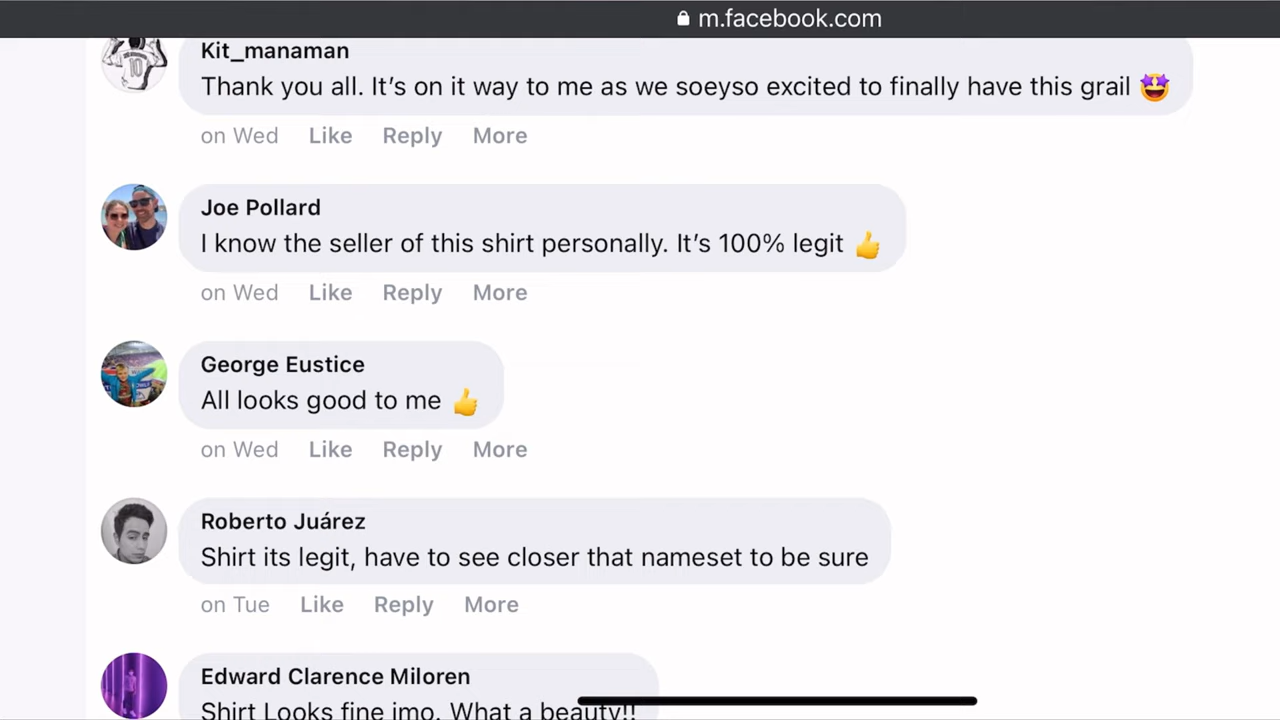 m.facebook.com
Kit_manaman
Thank you all. It’s on it way to me as we soeyso excited to finally have this grail 🤩
on Wed Like Reply More
Joe Pollard
I know the seller of this shirt personally. It’s 100% legit 👍
on Wed Like Reply More
George Eustice
All looks good to me 👍
on Wed Like Reply More
Roberto Juárez
Shirt its legit, have to see closer that nameset to be sure
on Tue Like Reply More
Edward Clarence Miloren
Shirt Looks fine imo. What a beauty!!